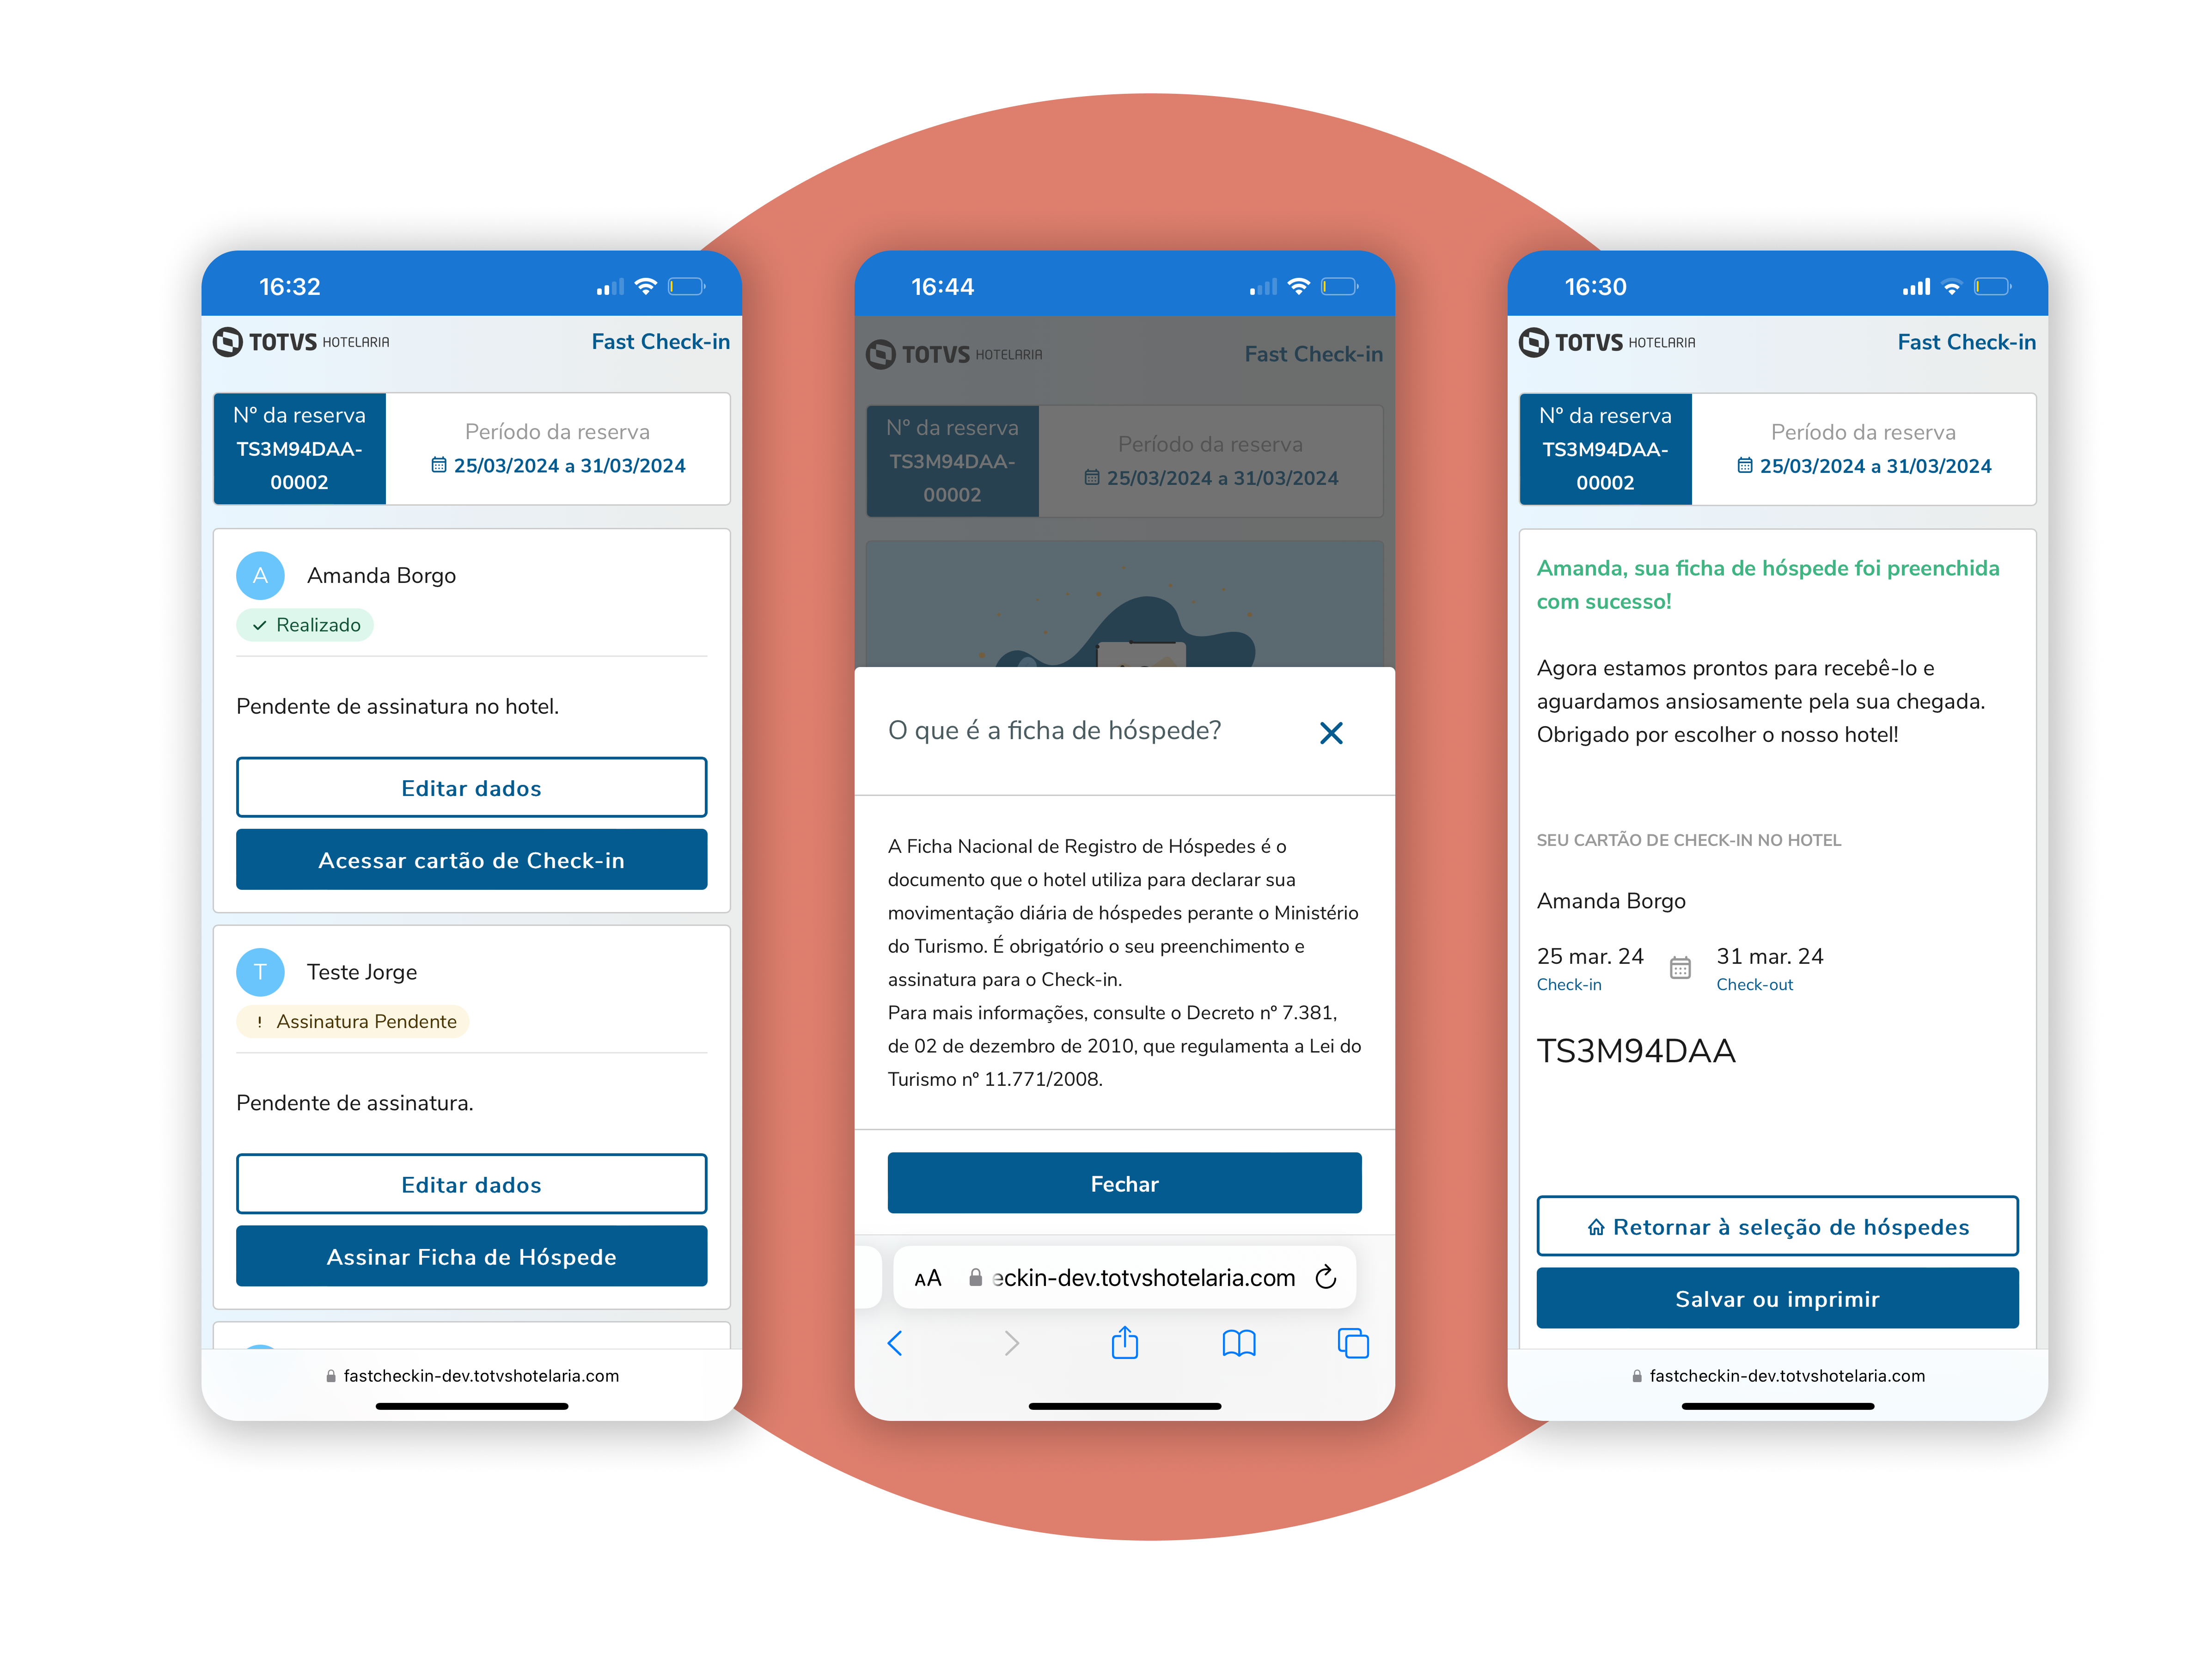 16:32
TOTVS HOTELARIA
Fast Check-in
Nº da reserva
TS3M94DAA-
00002
Período da reserva
25/03/2024 a 31/03/2024
A
Amanda Borgo
Realizado
Pendente de assinatura no hotel.
Editar dados
Acessar cartão de Check-in
T
Teste Jorge
! Assinatura Pendente
Pendente de assinatura.
Editar dados
Assinar Ficha de Hóspede
fastcheckin-dev.totvshotelaria.com
16:44
TOTVS HOTELARIA
Fast Check-in
Nº da reserva
TS3M94DAA-
00002
Período da reserva
25/03/2024 a 31/03/2024
O que é a ficha de hóspede?
A Ficha Nacional de Registro de Hóspedes é o
documento que o hotel utiliza para declarar sua
movimentação diária de hóspedes perante o Ministério
do Turismo. É obrigatório o seu preenchimento e
assinatura para o Check-in.
Para mais informações, consulte o Decreto nº 7.381,
de 02 de dezembro de 2010, que regulamenta a Lei do
Turismo nº 11.771/2008.
Fechar
AA eckin-dev.totvshotelaria.com
16:30
TOTVS HOTELARIA
Fast Check-in
Nº da reserva
TS3M94DAA-
00002
Período da reserva
25/03/2024 a 31/03/2024
Amanda, sua ficha de hóspede foi preenchida
com sucesso!
Agora estamos prontos para recebê-lo e
aguardamos ansiosamente pela sua chegada.
Obrigado por escolher o nosso hotel!
SEU CARTÃO DE CHECK-IN NO HOTEL
Amanda Borgo
25 mar. 24 31 mar. 24
Check-in Check-out
TS3M94DAA
Retornar à seleção de hóspedes
Salvar ou imprimir
fastcheckin-dev.totvshotelaria.com